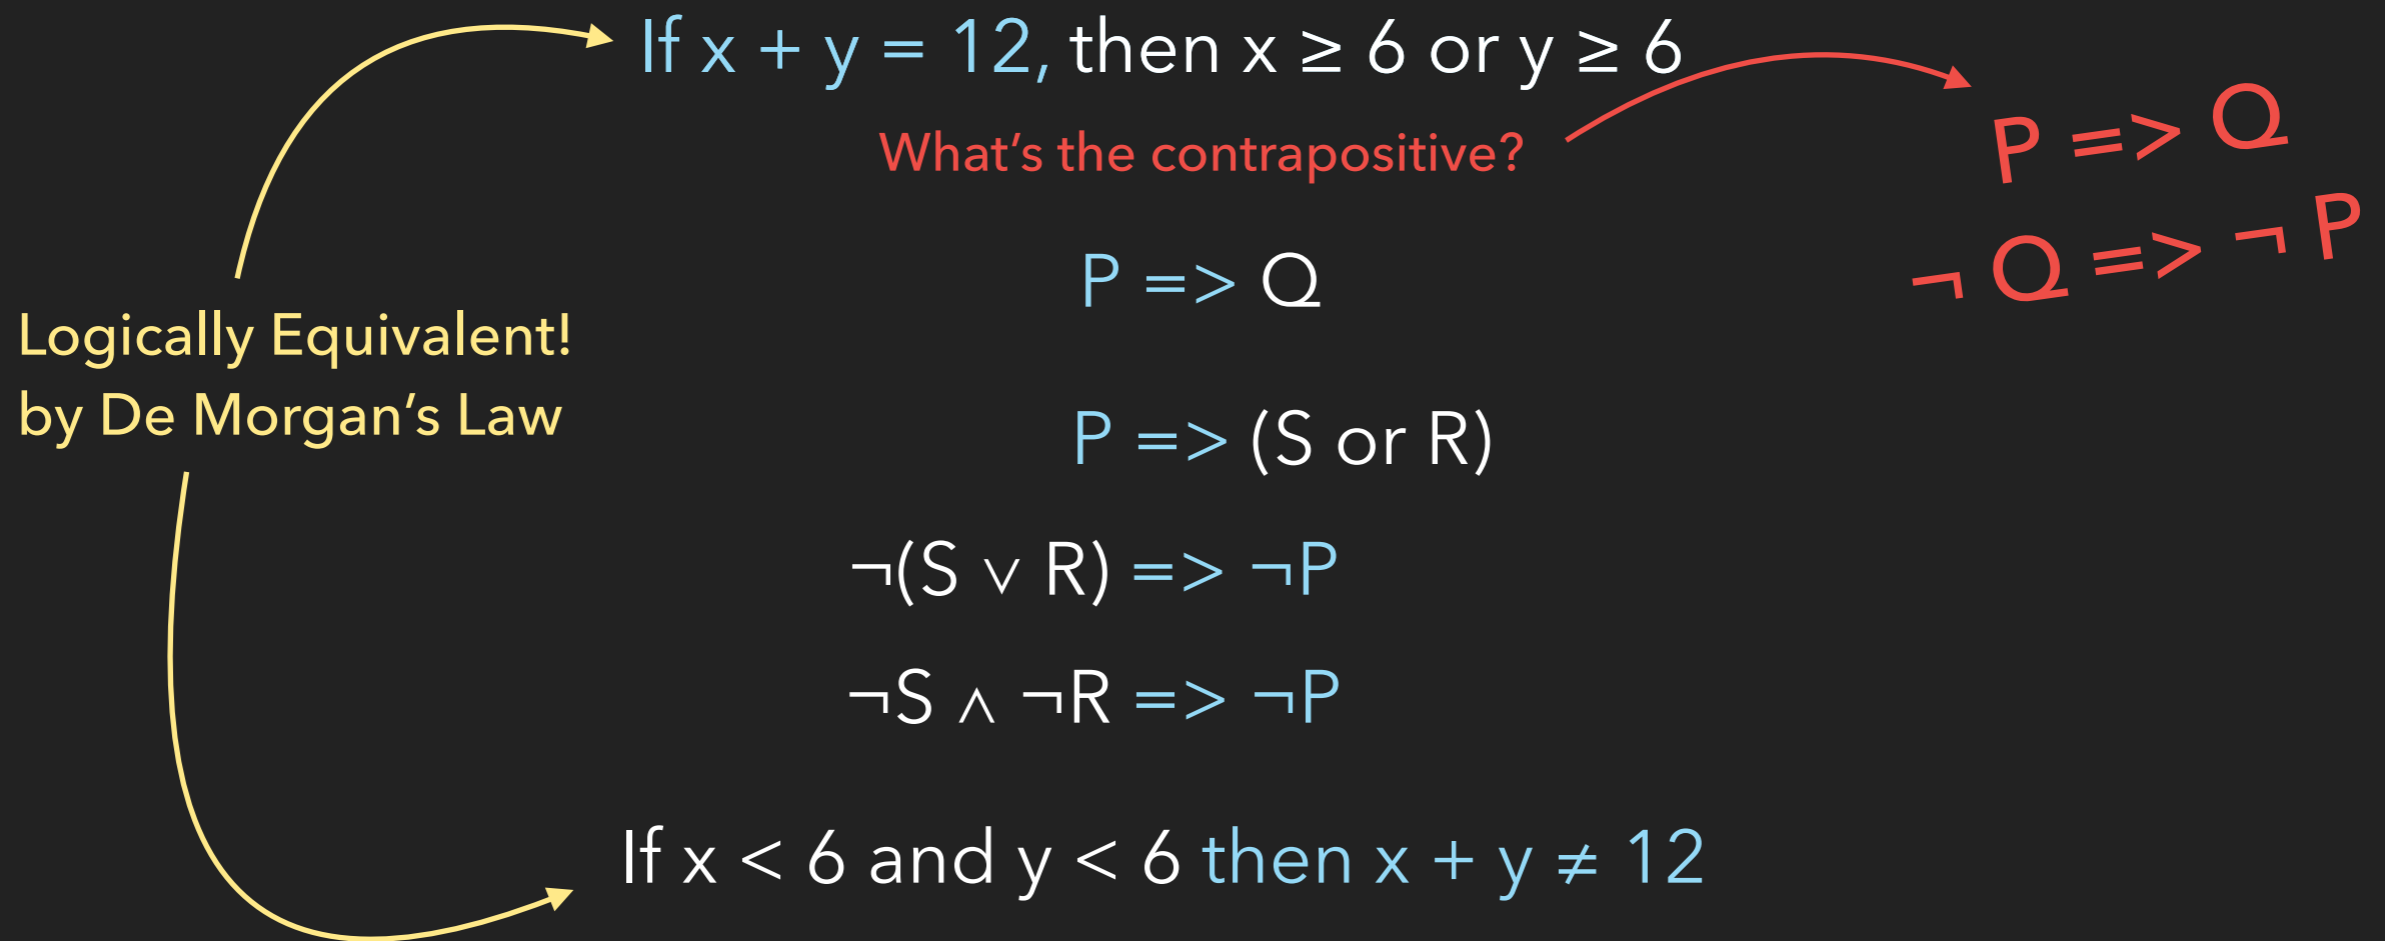 If x + y = 12, then x ≥ 6 or y ≥ 6
What's the contrapositive?
P => Q
¬ Q => ¬ P
P => Q
Logically Equivalent!
by De Morgan's Law
P => (S or R)
¬(S ∨ R) => ¬P
¬S ∧ ¬R => ¬P
If x < 6 and y < 6 then x + y ≠ 12